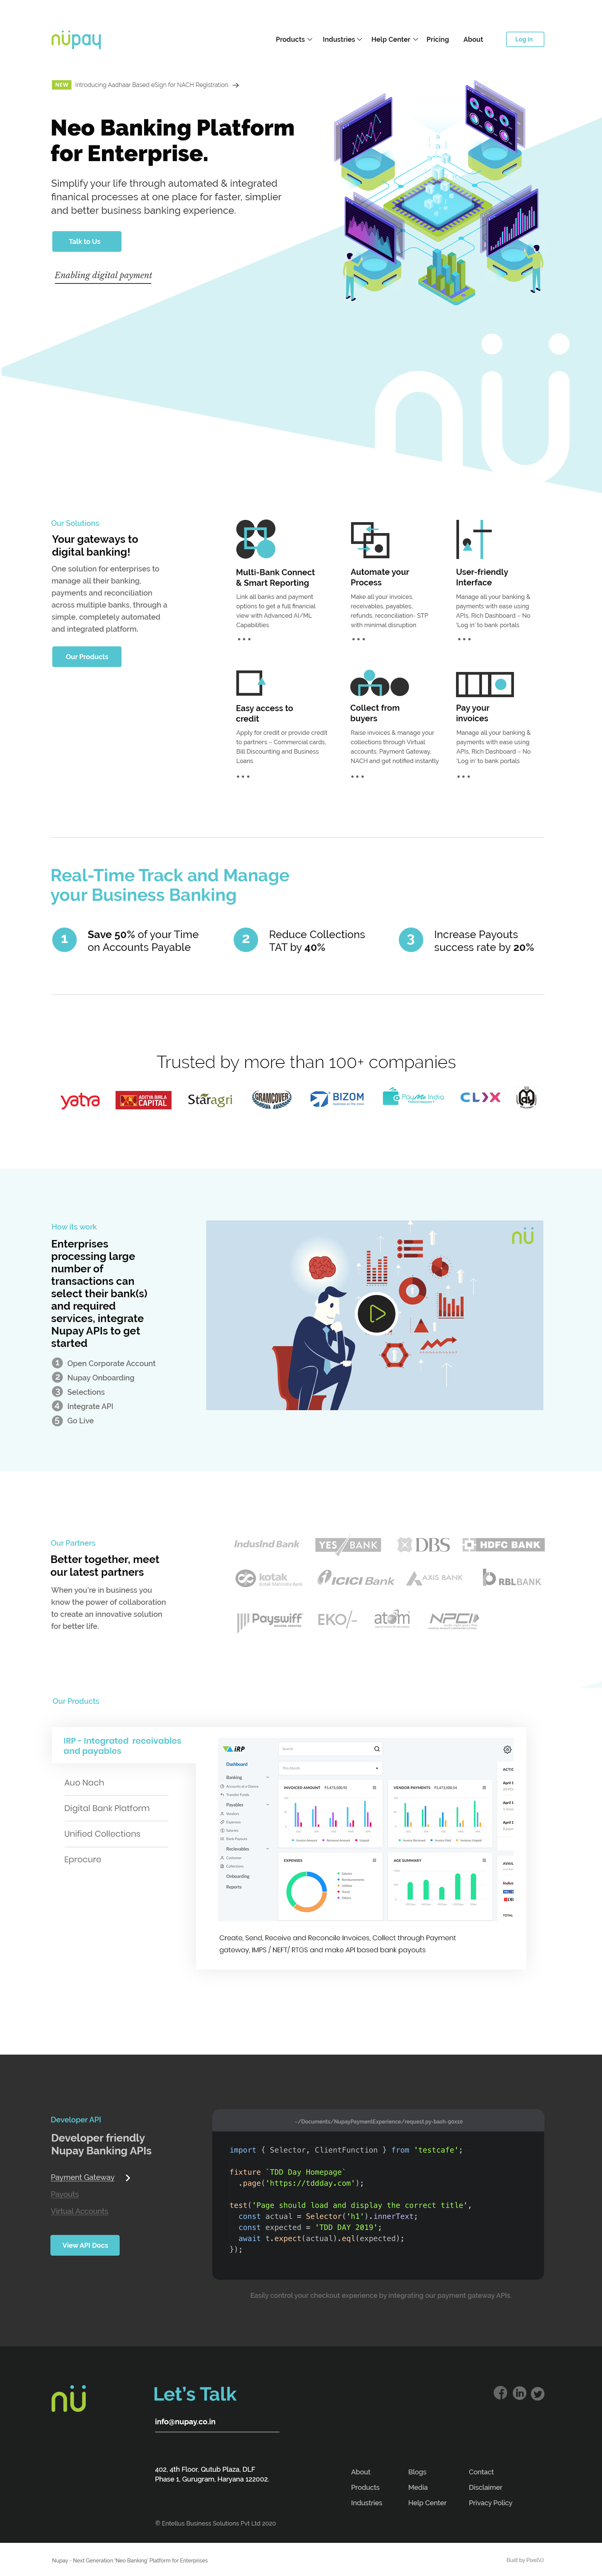 nüpay
Products
Industries
Help Center
Pricing
About
Log in
NEW
Introducing Aadhaar Based eSign for NACH Registration
Neo Banking Platform
for Enterprise.
Simplify your life through automated & integrated
finanical processes at one place for faster, simplier
and better business banking experience.
Talk to Us
Enabling digital payment
nü
Our Solutions
Your gateways to
digital banking!
One solution for enterprises to
manage all their banking,
payments and reconciliation
across multiple banks, through a
simple, completely automated
and integrated platform.
Our Products
Multi-Bank Connect
& Smart Reporting
Link all banks and payment
options to get a full financial
view with Advanced AI/ML
Capabilities
Automate your
Process
Make all your invoices,
receivables, payables,
refunds, reconciliation- STP
with minimal disruption
User-friendly
Interface
Manage all your banking &
payments with ease using
APIs, Rich Dashboard – No
'Log in' to bank portals
Easy access to
credit
Apply for credit or provide credit
to partners – Commercial cards,
Bill Discounting and Business
Loans
Collect from
buyers
Raise invoices & manage your
collections through Virtual
accounts, Payment Gateway,
NACH and get notified instantly
Pay your
invoices
Manage all your banking &
payments with ease using
APIs, Rich Dashboard – No
'Log in' to bank portals
Real-Time Track and Manage
your Business Banking
1
Save 50% of your Time
on Accounts Payable
2
Reduce Collections
TAT by 40%
3
Increase Payouts
success rate by 20%
Trusted by more than 100+ companies
yatra
ADITYA BIRLA
CAPITAL
Staragri
GRAMCOVER
BIZOM
PayMe India
CLIX
How its work
Enterprises
processing large
number of
transactions can
select their bank(s)
and required
services, integrate
Nupay APIs to get
started
1 Open Corporate Account
2 Nupay Onboarding
3 Selections
4 Integrate API
5 Go Live
nü
Our Partners
Better together, meet
our latest partners
When you're in business you
know the power of collaboration
to create an innovative solution
for better life.
IndusInd Bank
YES BANK
DBS
HDFC BANK
kotak
Kotak Mahindra Bank
ICICI Bank
AXIS BANK
RBLBANK
Payswiff
EKO/-
atom
NPCI
Our Products
IRP - Integrated receivables
and payables
Auo Nach
Digital Bank Platform
Unified Collections
Eprocure
iRP
Dashboard
Banking
Accounts at a Glance
Transfer Funds
Payables
Vendors
Expenses
Salaries
Bank Payouts
Recievables
Customer
Collections
Onboarding
Reports
Search
This Month
INVOICED AMOUNT
VENDOR PAYMENTS
EXPENSES
AGE SUMMARY
Create, Send, Receive and Reconcile Invoices, Collect through Payment
gateway, IMPS / NEFT/ RTGS and make API based bank payouts
Developer API
Developer friendly
Nupay Banking APIs
Payment Gateway
Payouts
Virtual Accounts
View API Docs
~/Documents/NupayPaymentExperience/request.py-bash-90x10
import { Selector, ClientFunction } from 'testcafe';
fixture `TDD Day Homepage`
.page('https://tddday.com');
test('Page should load and display the correct title',
const actual = Selector('h1').innerText;
const expected = 'TDD DAY 2019';
await t.expect(actual).eql(expected);
});
Easily control your checkout experience by integrating our payment gateway APIs.
nü
Let's Talk
info@nupay.co.in
402, 4th Floor, Qutub Plaza, DLF
Phase 1, Gurugram, Haryana 122002.
About
Products
Industries
Blogs
Media
Help Center
Contact
Disclaimer
Privacy Policy
© Entellus Business Solutions Pvt Ltd 2020
Nupay - Next Generation 'Neo Banking' Platform for Enterprises
Built by PixelVJ